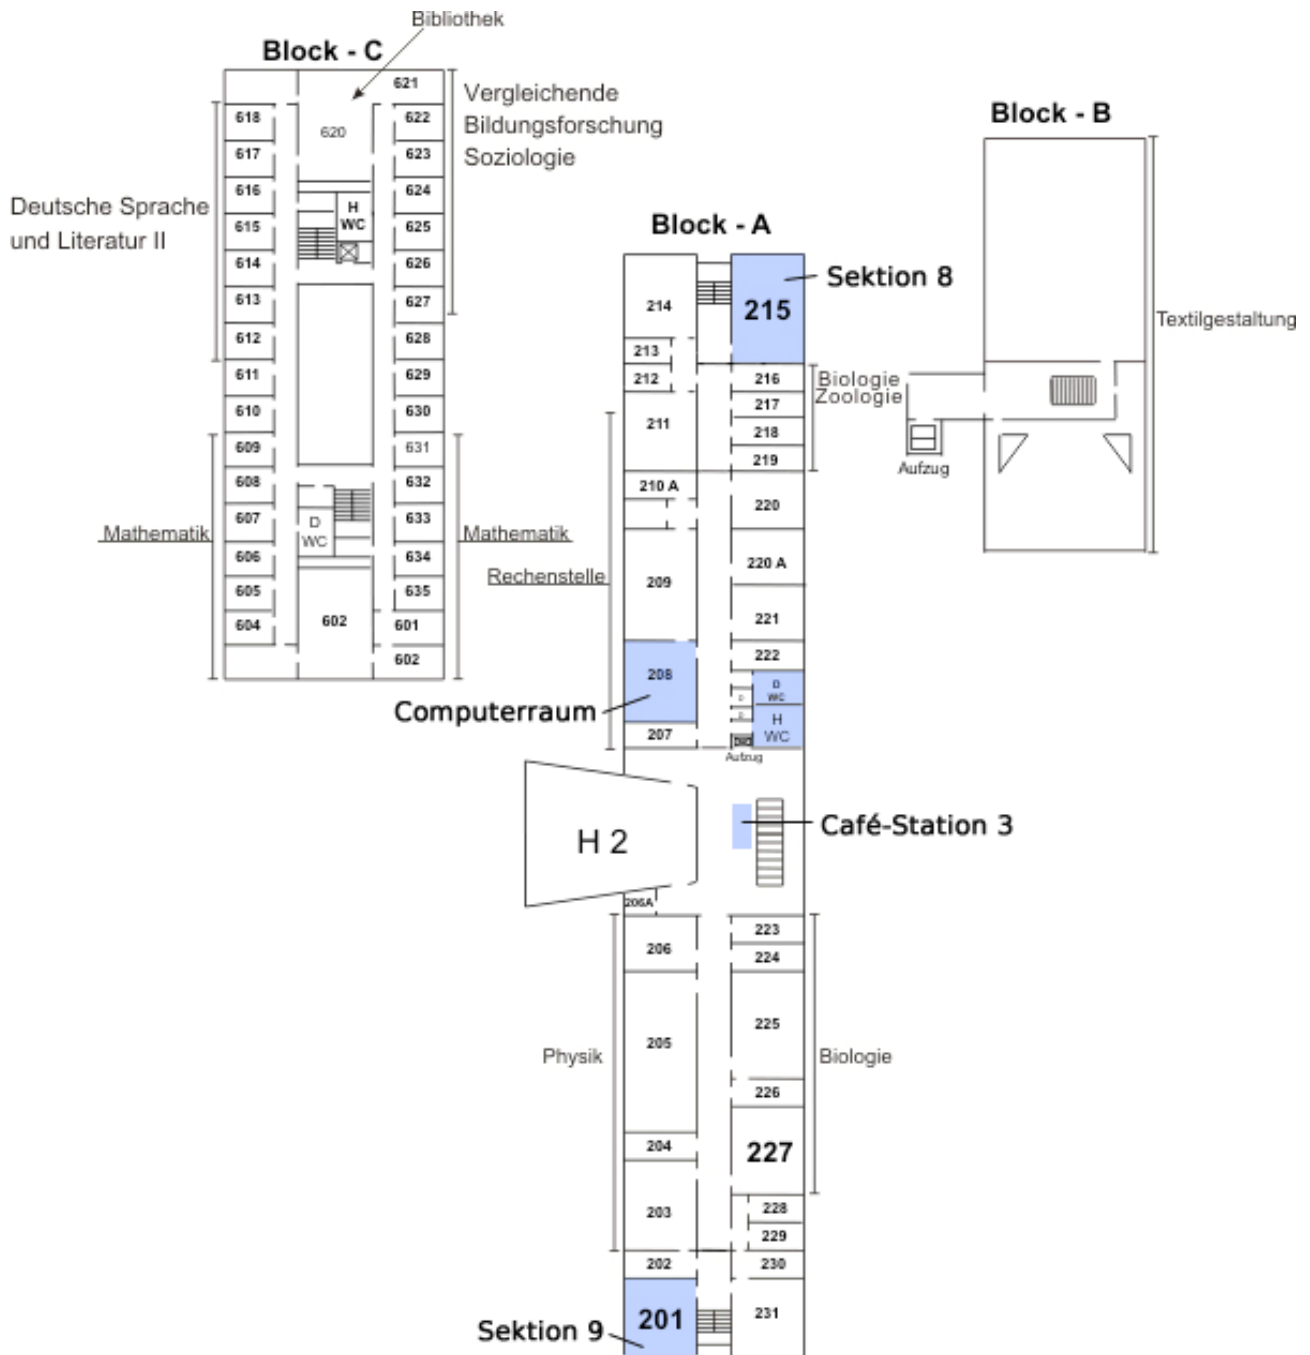 Bibliothek
Block - C
621
Vergleichende
Bildungsforschung
Soziologie
618
620
622
617
623
616
624
H
WC
Deutsche Sprache
und Literatur II
615
625
614
626
613
627
612
628
611
629
610
630
609
631
608
632
607
D
WC
633
Mathematik
Mathematik
606
634
605
635
604
602
601
602
Block - B
Textilgestaltung
Aufzug
Block - A
Sektion 8
214
215
213
212
216
Biologie
Zoologie
217
211
218
219
210 A
220
209
220 A
Rechenstelle
221
222
208
D
WC
D
D
H
WC
Computerraum
207
Aufzug
H 2
Café-Station 3
206A
223
206
224
225
205
Physik
Biologie
226
204
227
203
228
229
202
230
201
231
Sektion 9